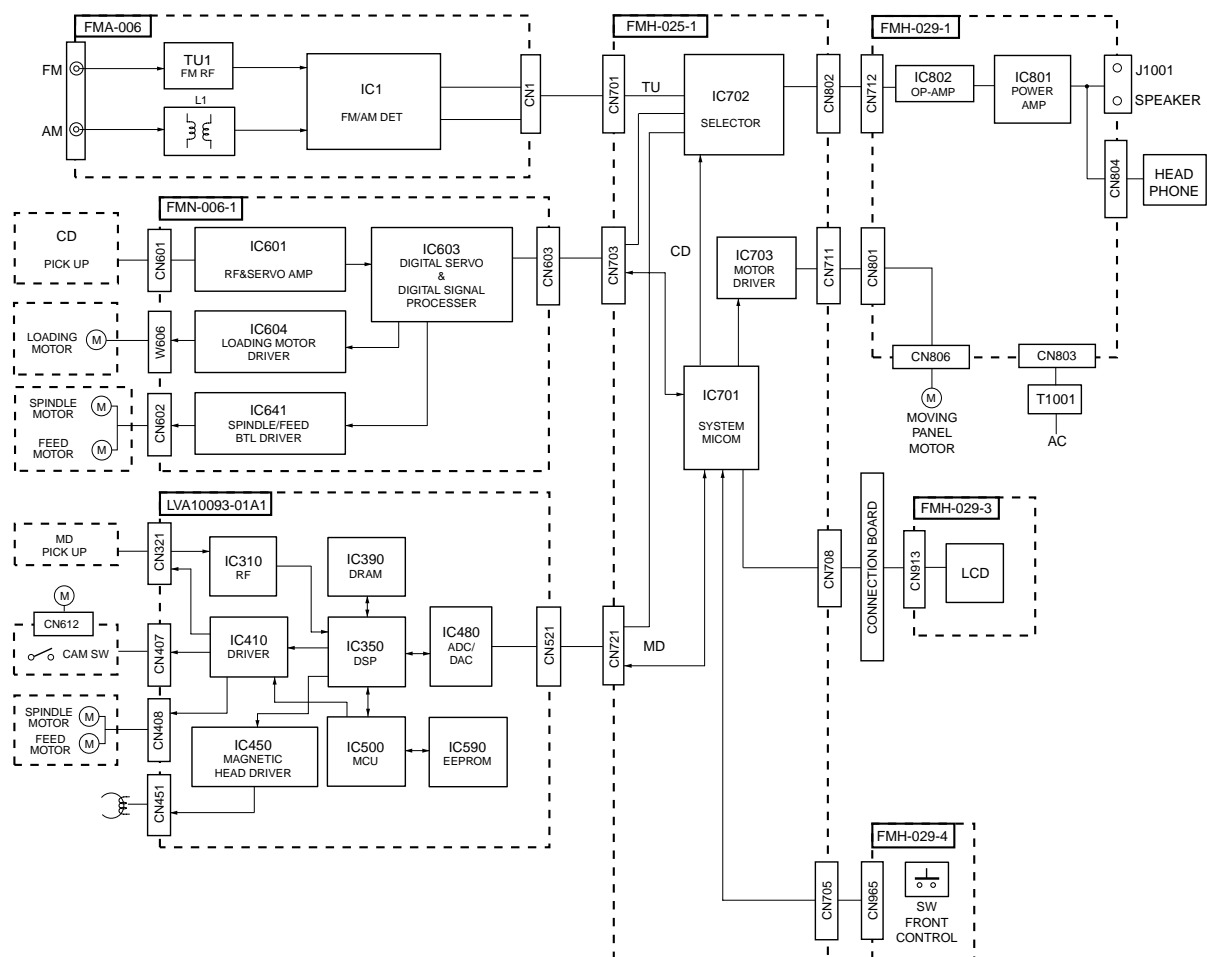 FMA-006
FM
AM
TU1
FM RF
L1
IC1
FM/AM DET
CN1
FMH-025-1
CN701
TU
IC702
SELECTOR
CN802
FMH-029-1
CN712
IC802
OP-AMP
IC801
POWER
AMP
J1001
SPEAKER
CN804
HEAD
PHONE
FMN-006-1
CD
PICK UP
CN601
IC601
RF&SERVO AMP
IC603
DIGITAL SERVO
&
DIGITAL SIGNAL
PROCESSER
CN603
CN703
CD
IC703
MOTOR
DRIVER
CN711
CN801
LOADING
MOTOR
M
W606
IC604
LOADING MOTOR
DRIVER
SPINDLE
MOTOR
M
FEED
MOTOR
M
CN602
IC641
SPINDLE/FEED
BTL DRIVER
IC701
SYSTEM
MICOM
CN806
M
MOVING
PANEL
MOTOR
CN803
T1001
AC
LVA10093-01A1
MD
PICK UP
CN321
IC310
RF
IC390
DRAM
M
CN612
CAM SW
CN407
IC410
DRIVER
IC350
DSP
IC480
ADC/
DAC
CN521
CN721
MD
SPINDLE
MOTOR
M
FEED
MOTOR
M
CN408
IC450
MAGNETIC
HEAD DRIVER
IC500
MCU
IC590
EEPROM
CN451
CN708
CONNECTION BOARD
FMH-029-3
CN913
LCD
FMH-029-4
CN705
CN965
SW
FRONT
CONTROL